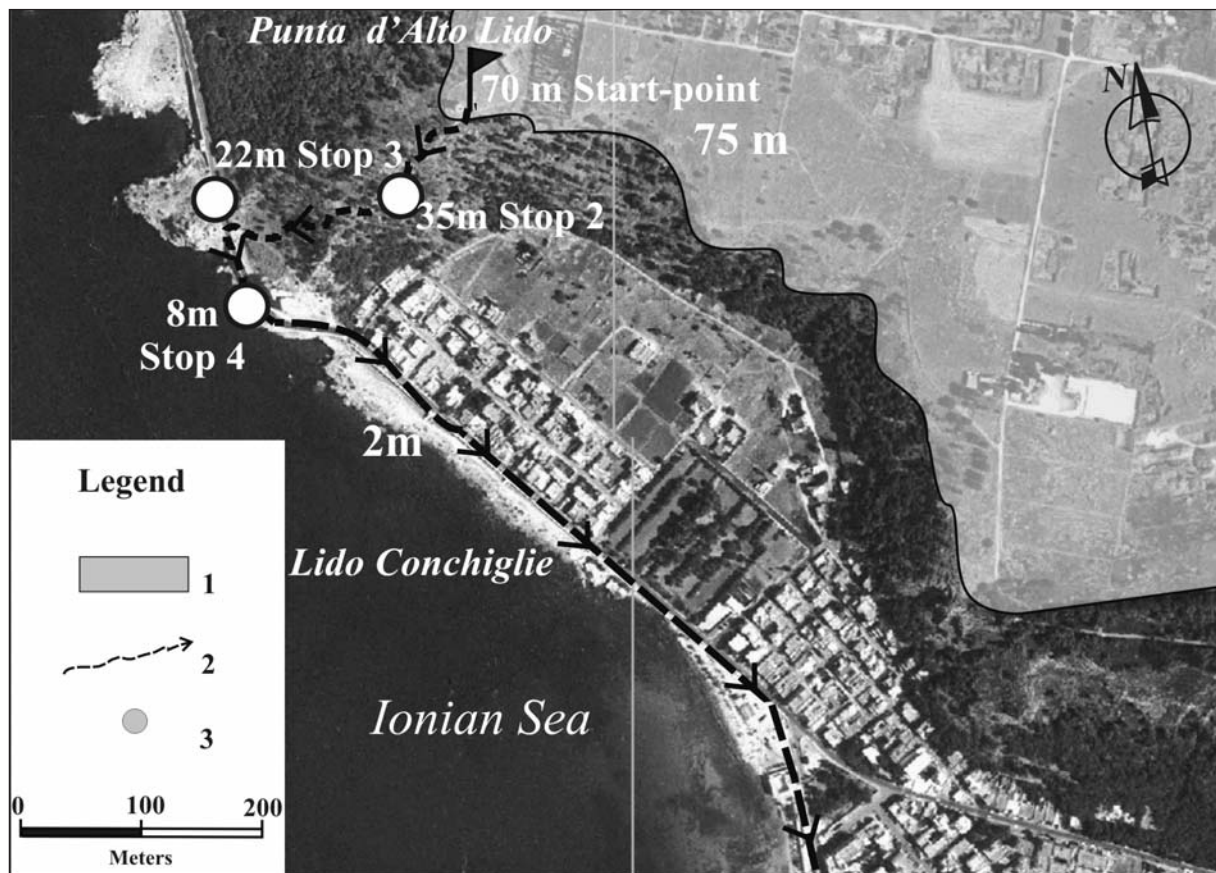 Punta d'Alto Lido
N
70 m Start-point
75 m
22m Stop 3
35m Stop 2
8m
Stop 4
2m
Legend
Lido Conchiglie
1
2
Ionian Sea
3
0 100 200
Meters